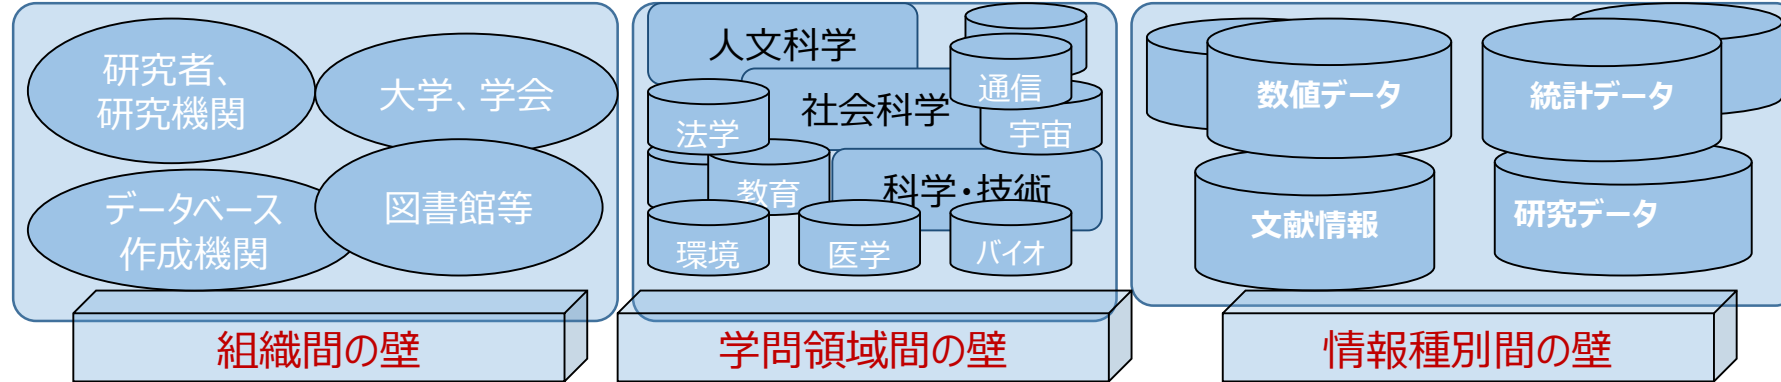 研究者、
研究機関
大学、学会
データベース
作成機関
図書館等
組織間の壁
人文科学
通信
社会科学
法学
宇宙
教育
科学・技術
環境
医学
バイオ
学問領域間の壁
数値データ
統計データ
文献情報
研究データ
情報種別間の壁